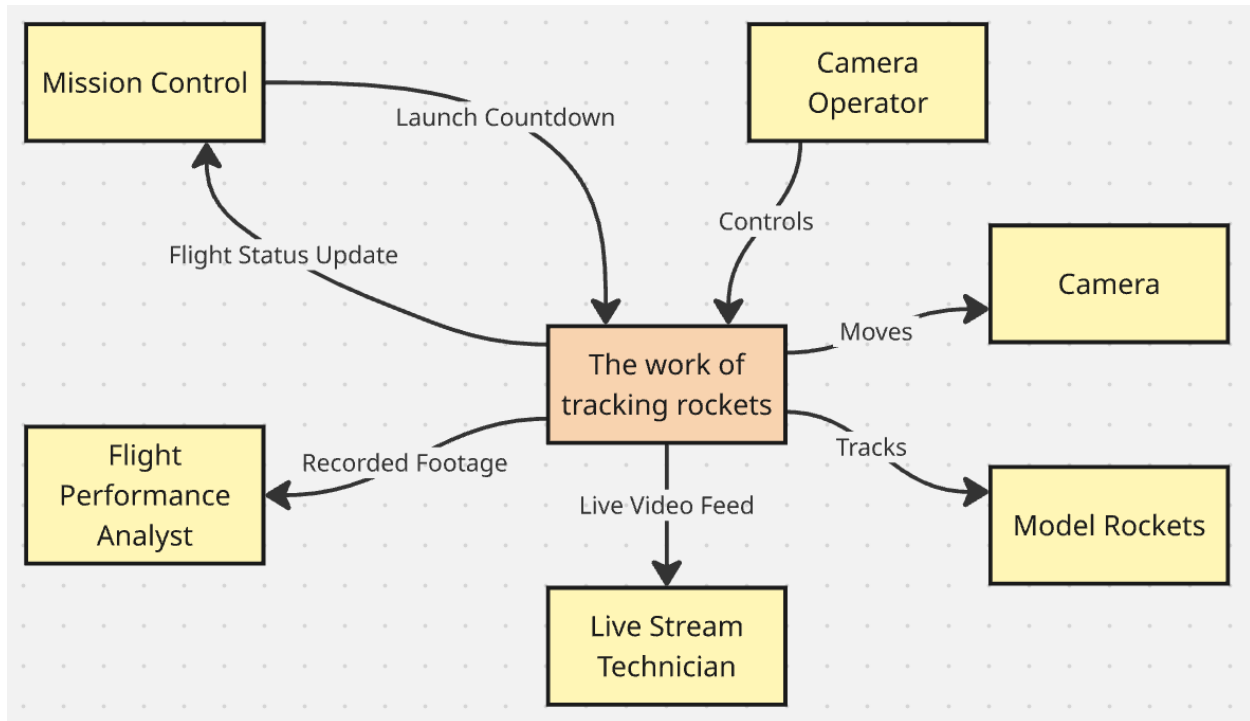 Mission Control
Camera
Operator
Launch Countdown
Controls
Flight Status Update
Camera
Moves
The work of
tracking rockets
Tracks
Flight
Performance
Analyst
Recorded Footage
Live Video Feed
Model Rockets
Live Stream
Technician